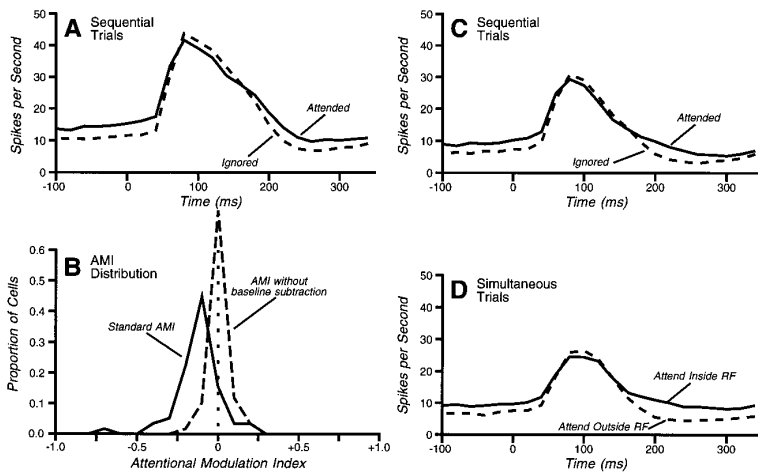 A Sequential
Trials
Spikes per Second
50
40
30
20
10
0
Attended
Ignored
-100 0 100 200 300
Time (ms)
C Sequential
Trials
Spikes per Second
50
40
30
20
10
0
Attended
Ignored
-100 0 100 200 300
Time (ms)
B AMI
Distribution
Proportion of Cells
0.6
0.5
0.4
0.3
0.2
0.1
0.0
Standard AMI
AMI without
baseline subtraction
-1.0 -0.5 0 +0.5 +1.0
Attentional Modulation Index
D Simultaneous
Trials
Spikes per Second
50
40
30
20
10
0
Attend Inside RF
Attend Outside RF
-100 0 100 200 300
Time (ms)